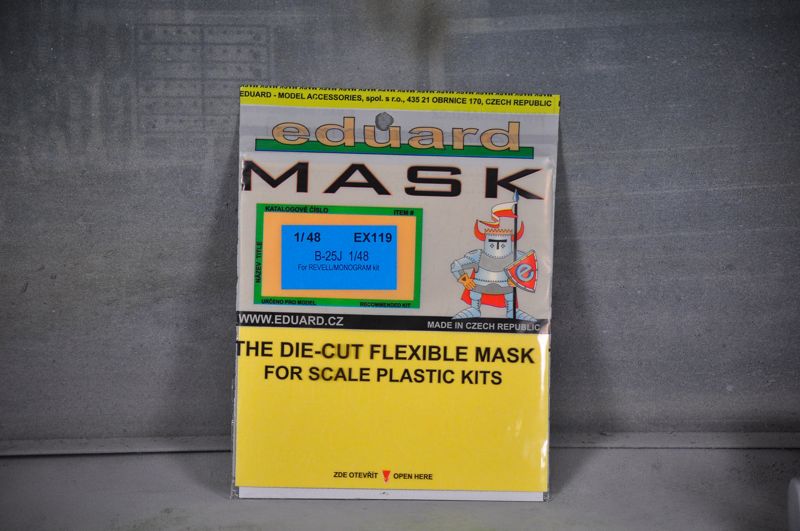 EDUARD - MODEL ACCESSORIES, spol. s r.o., 435 21 OBRNICE 170, CZECH REPUBLIC
eduard
MASK
KATALOGOVÉ ČÍSLO ITEM #
NÁZEV TITLE
1/48 EX119
B-25J 1/48
For REVELL/MONOGRAM kit
URČENO PRO MODEL: RECOMMENDED KIT
e
WWW.EDUARD.CZ MADE IN CZECH REPUBLIC
THE DIE-CUT FLEXIBLE MASK
FOR SCALE PLASTIC KITS
ZDE OTEVŘÍT OPEN HERE